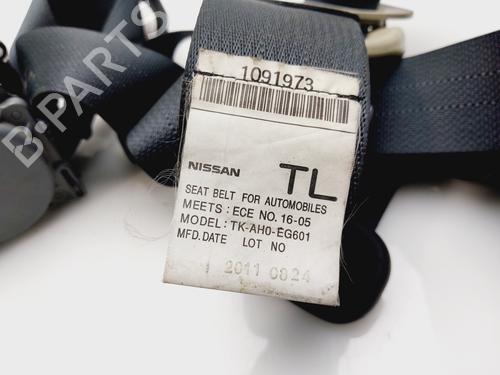 1091973
NISSAN TL
SEAT BELT FOR AUTOMOBILES
MEETS: ECE NO. 16-05
MODEL: TK-AH0-EG601
MFD.DATE LOT NO
2011 0824
B-PARTS